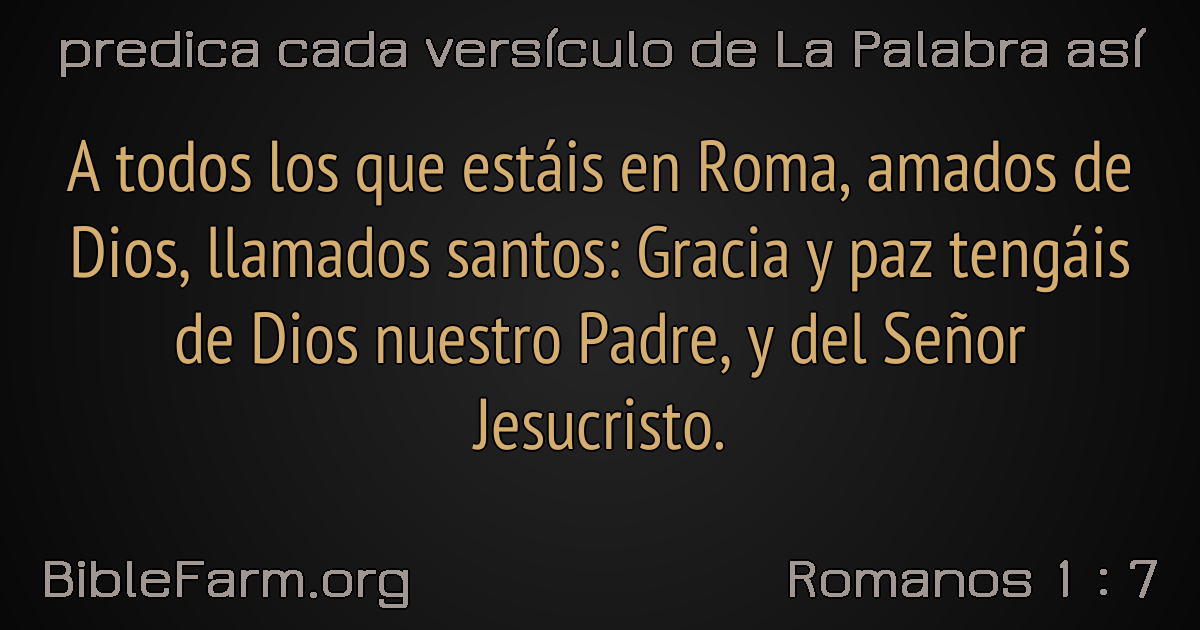 predica cada versículo de La Palabra así
A todos los que estáis en Roma, amados de
Dios, llamados santos: Gracia y paz tengáis
de Dios nuestro Padre, y del Señor
Jesucristo.
BibleFarm.org
Romanos 1 : 7